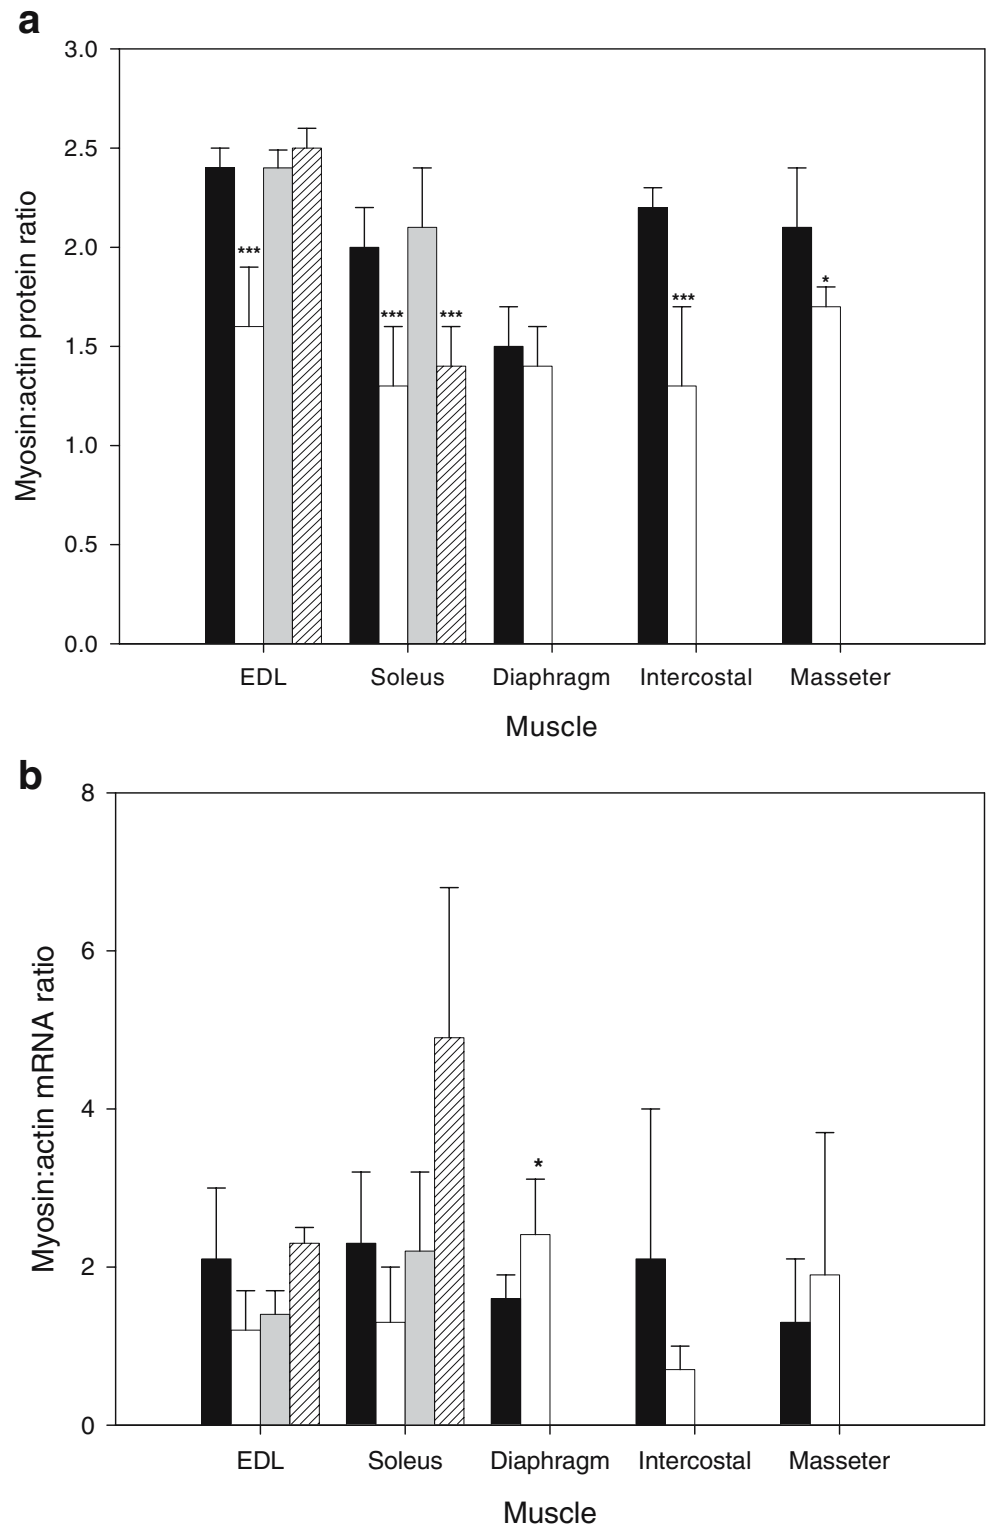 a
Myosin:actin protein ratio
3.0
2.5
2.0
1.5
1.0
0.5
0.0
***
***
***
***
*
EDL Soleus Diaphragm Intercostal Masseter
Muscle
b
Myosin:actin mRNA ratio
8
6
4
2
0
*
EDL Soleus Diaphragm Intercostal Masseter
Muscle